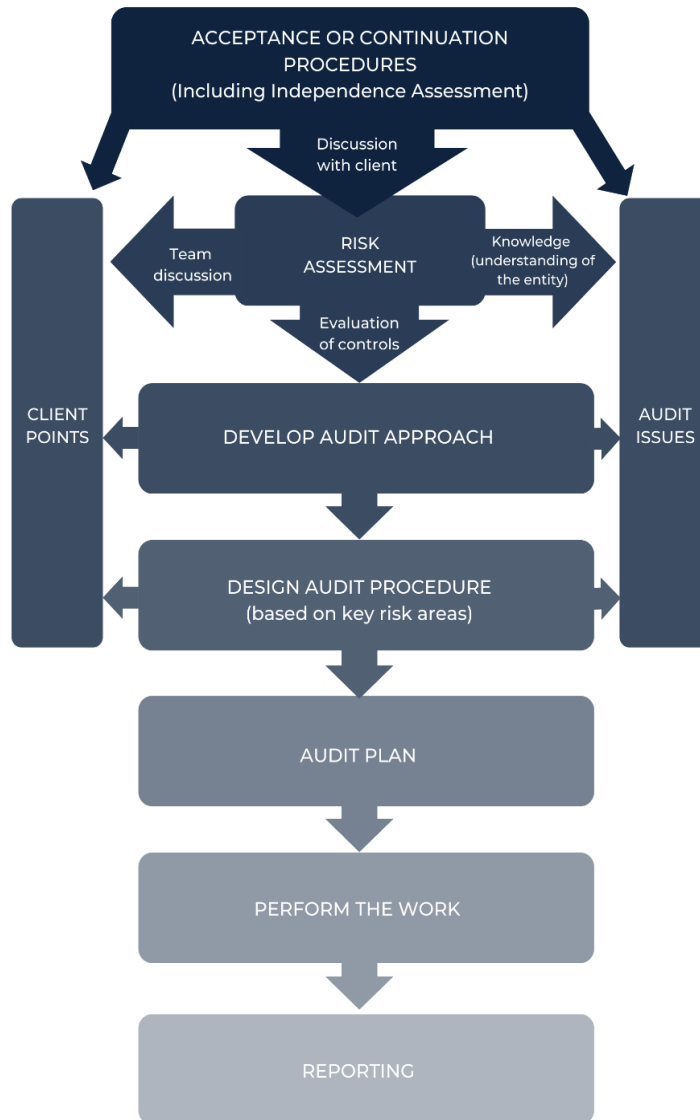 ACCEPTANCE OR CONTINUATION
PROCEDURES
(Including Independence Assessment)
Discussion
with client
Team
discussion
RISK
ASSESSMENT
Knowledge
(understanding of
the entity)
Evaluation
of controls
CLIENT
POINTS
DEVELOP AUDIT APPROACH
AUDIT
ISSUES
DESIGN AUDIT PROCEDURE
(based on key risk areas)
AUDIT PLAN
PERFORM THE WORK
REPORTING